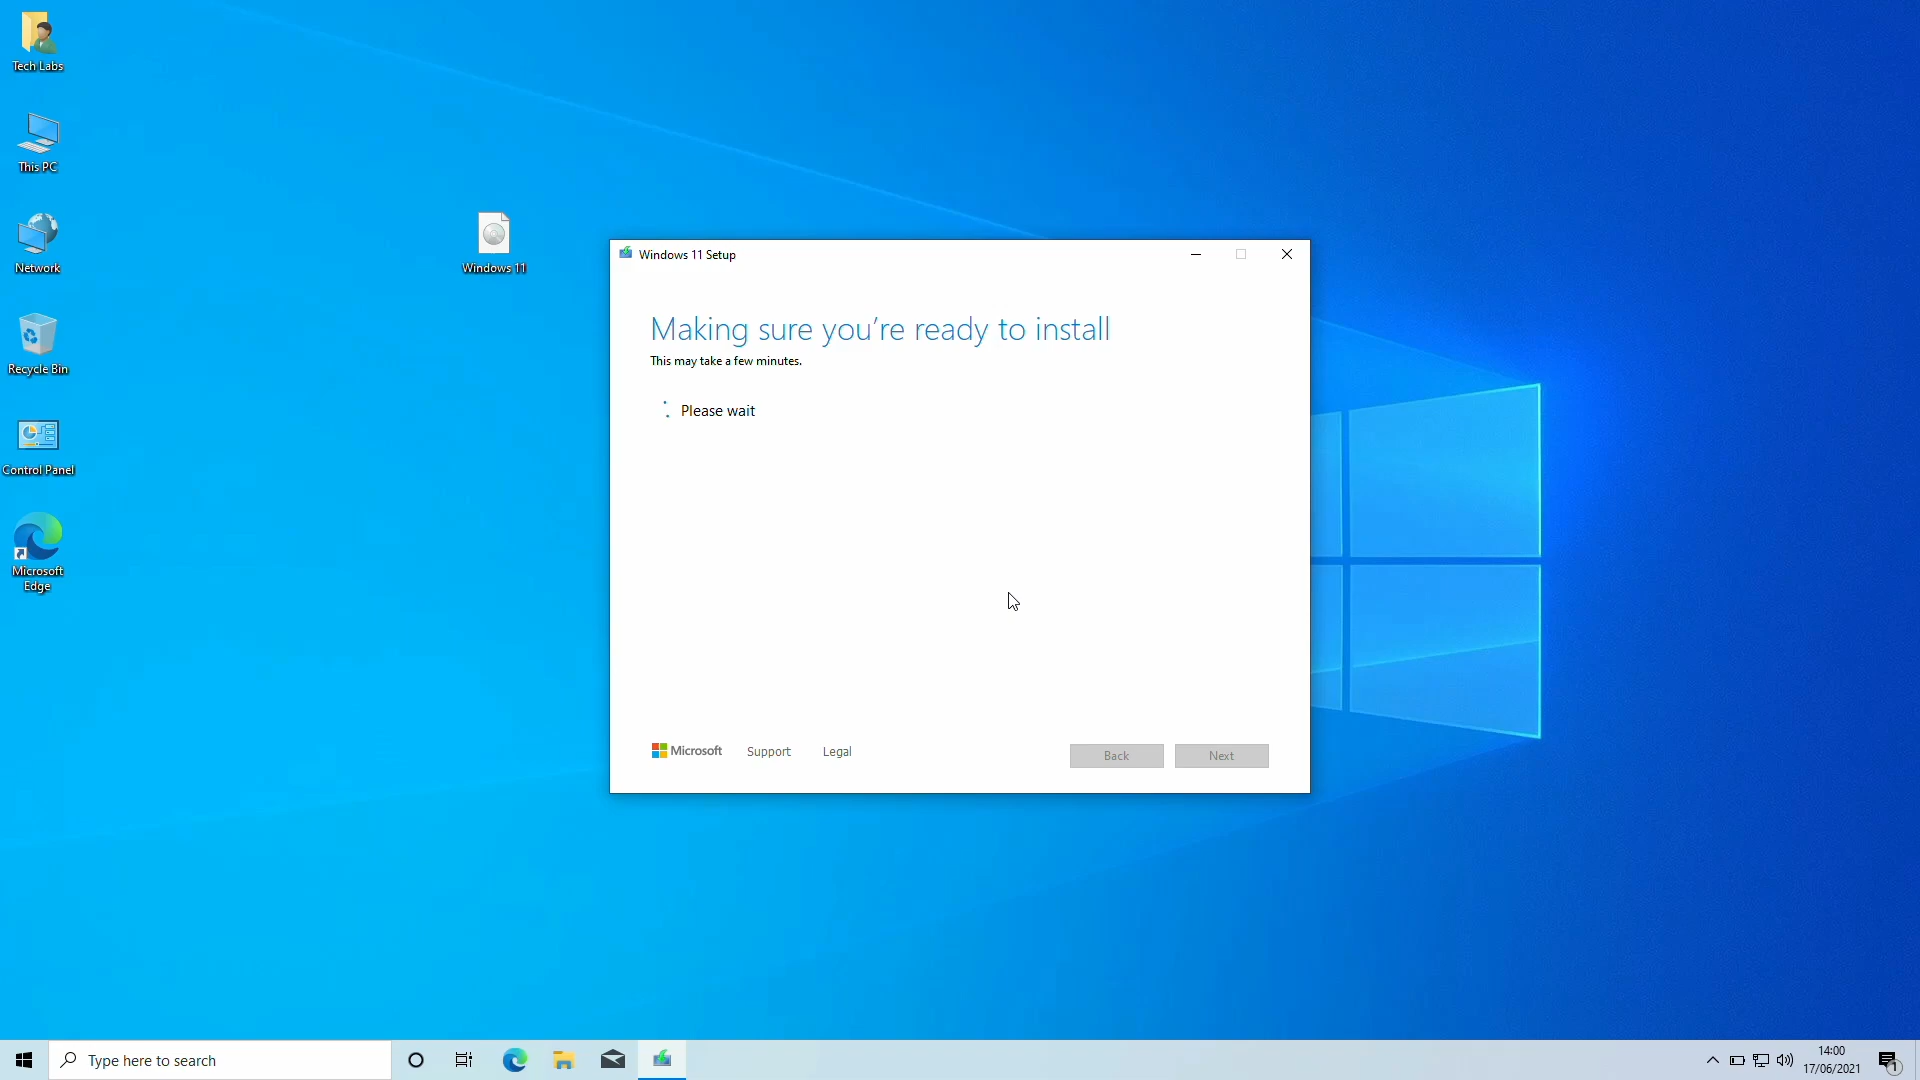 Tech Labs
This PC
Network
Recycle Bin
Control Panel
Microsoft
Edge
Windows 11
Windows 11 Setup
Making sure you’re ready to install
This may take a few minutes.
Please wait
Microsoft Support Legal
Back Next
Type here to search
14:00
17/06/2021
1